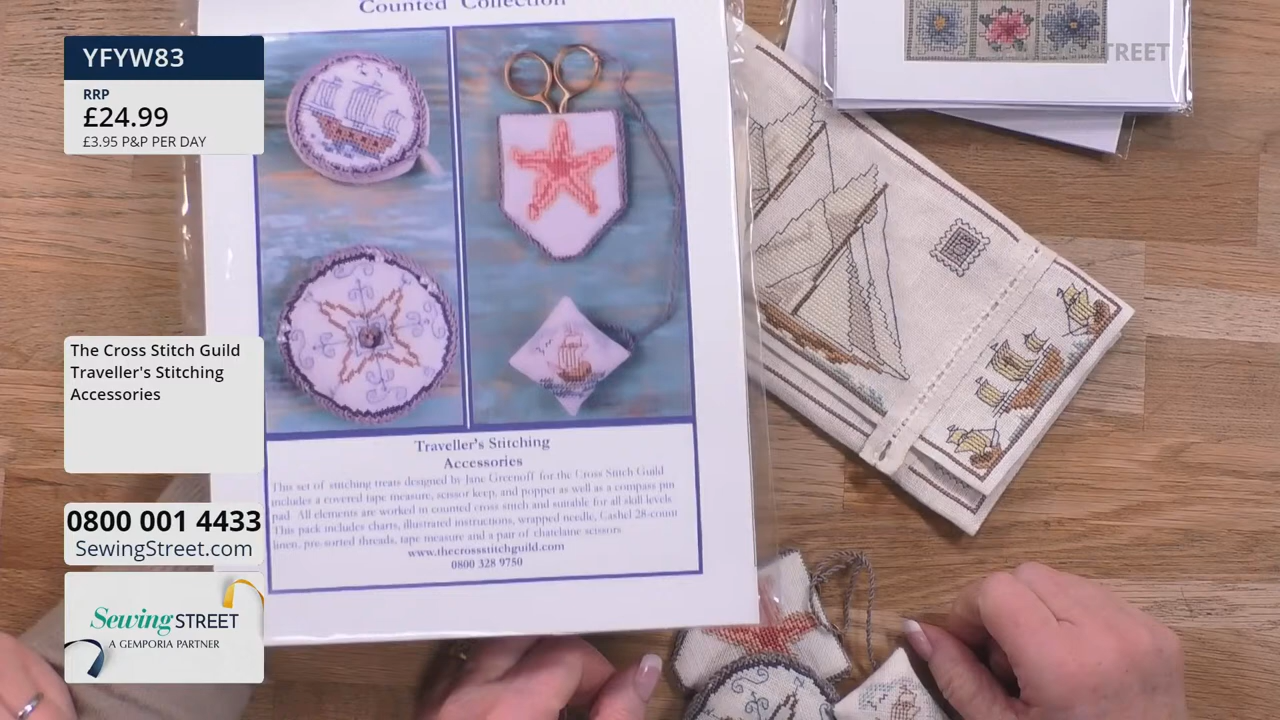 Counted Collection
YFYW83
RRP
£24.99
£3.95 P&P PER DAY
STREET
The Cross Stitch Guild
Traveller's Stitching
Accessories
Traveller's Stitching
Accessories
This set of stitching treats designed by Jane Greenoff for the Cross Stitch Guild
includes a covered tape measure, scissor keep, and poppet as well as a compass pin
pad. All elements are worked in counted cross stitch and suitable for all skill levels.
This pack includes charts, illustrated instructions, wrapped needle, Cashel 28-count
linen, pre-sorted threads, tape measure and a pair of chatelaine scissors
www.thecrossstitchguild.com
0800 328 9750
0800 001 4433
SewingStreet.com
Sewing STREET
A GEMPORIA PARTNER